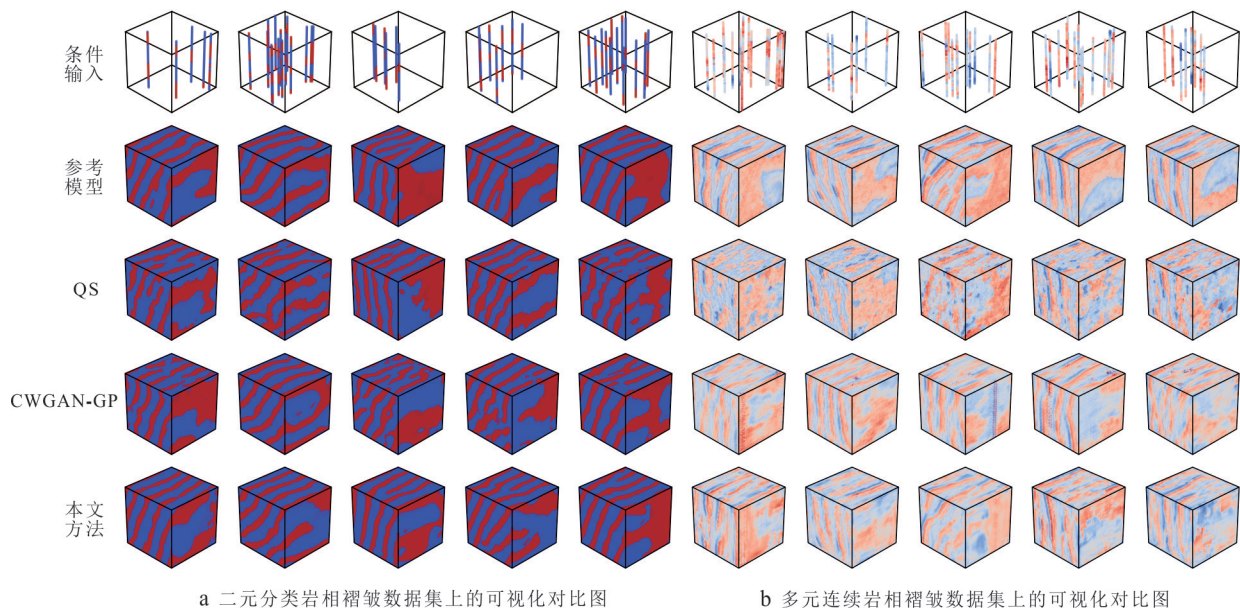 条件
输入
参考
模型
QS
CWGAN-GP
本文
方法
a 二元分类岩相褶皱数据集上的可视化对比图
b 多元连续岩相褶皱数据集上的可视化对比图